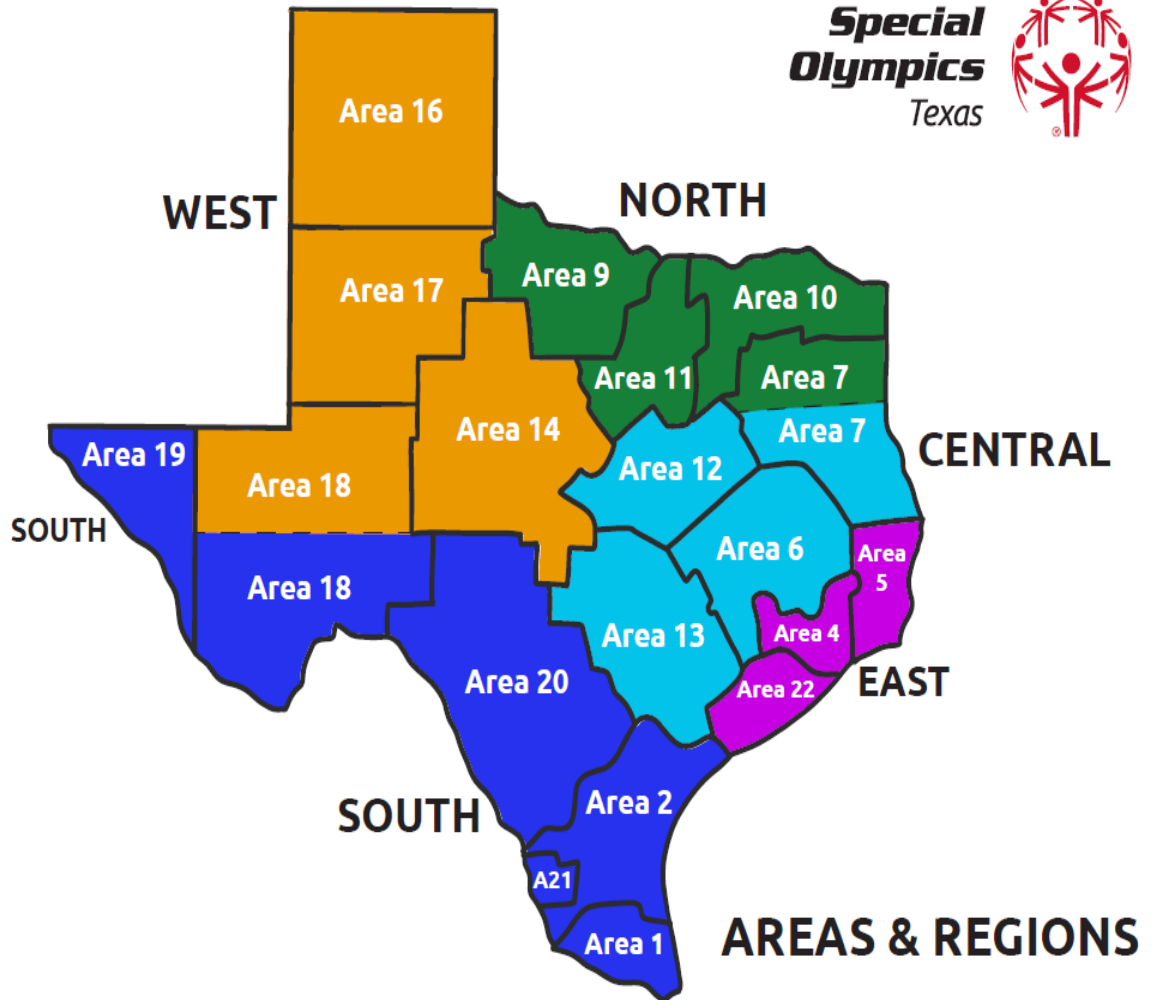 Special
Olympics
Texas
®
Area 16
WEST
NORTH
Area 9
Area 17
Area 10
Area 11
Area 7
Area 14
Area 7
CENTRAL
Area 19
Area 12
Area 18
SOUTH
Area 6
Area
5
Area 18
Area 13
Area 4
Area 20
Area 22
EAST
SOUTH
Area 2
A21
Area 1
AREAS & REGIONS